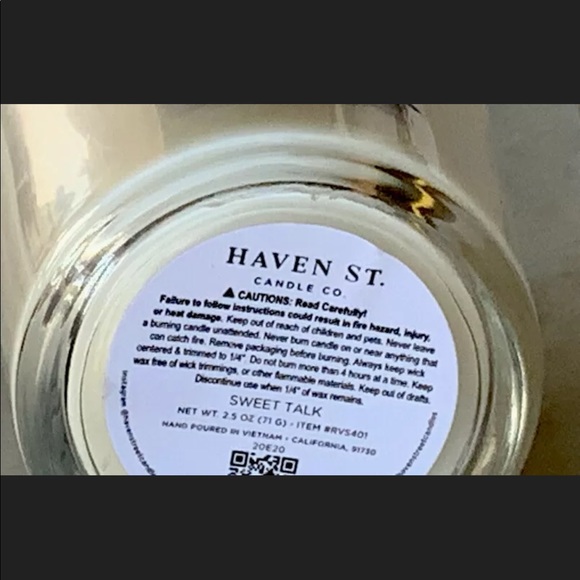 HAVEN ST.
CANDLE CO.
⚠ CAUTIONS: Read Carefully!
Failure to follow instructions could result in fire hazard, injury,
or heat damage. Keep out of reach of children and pets. Never leave
a burning candle unattended. Never burn candle on or near anything that
can catch fire. Remove packaging before burning. Always keep wick
centered & trimmed to 1/4". Do not burn more than 4 hours at a time. Keep
wax free of wick trimmings, or other flammable materials. Keep out of drafts.
Discontinue use when 1/4" of wax remains.
SWEET TALK
NET WT. 2.5 OZ (71 G) - ITEM #RVS401
HAND POURED IN VIETNAM - CALIFORNIA, 91730
20E20
Instagram @havenstreetcandles
havenstreetcandles